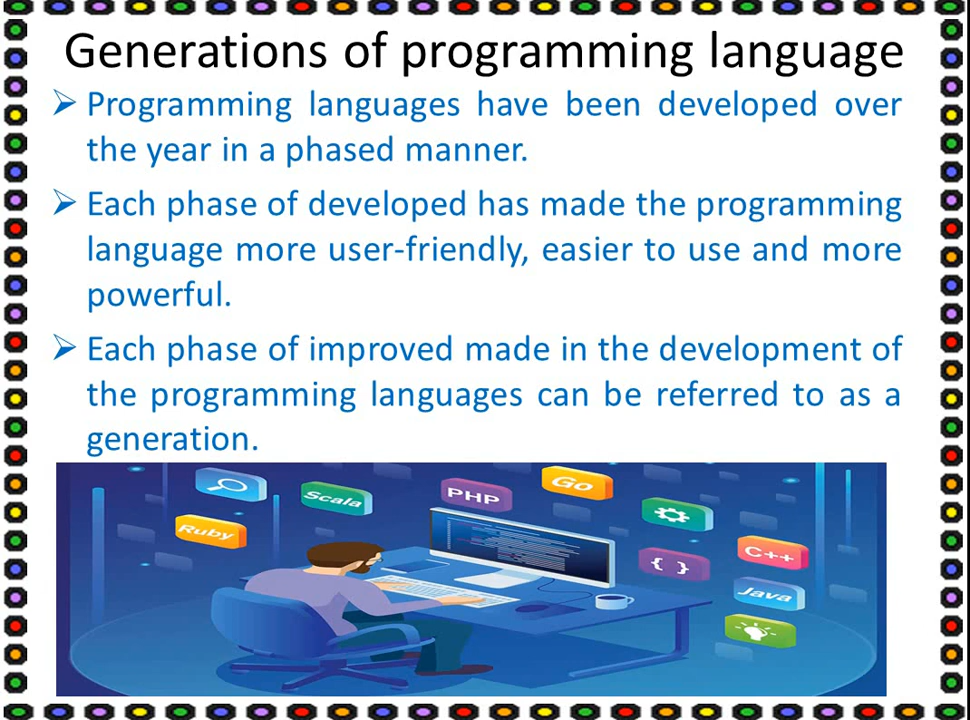 Generations of programming language
➢ Programming languages have been developed over
the year in a phased manner.
➢ Each phase of developed has made the programming
language more user-friendly, easier to use and more
powerful.
➢ Each phase of improved made in the development of
the programming languages can be referred to as a
generation.
Scala
PHP
Go
Ruby
{ }
C++
Java